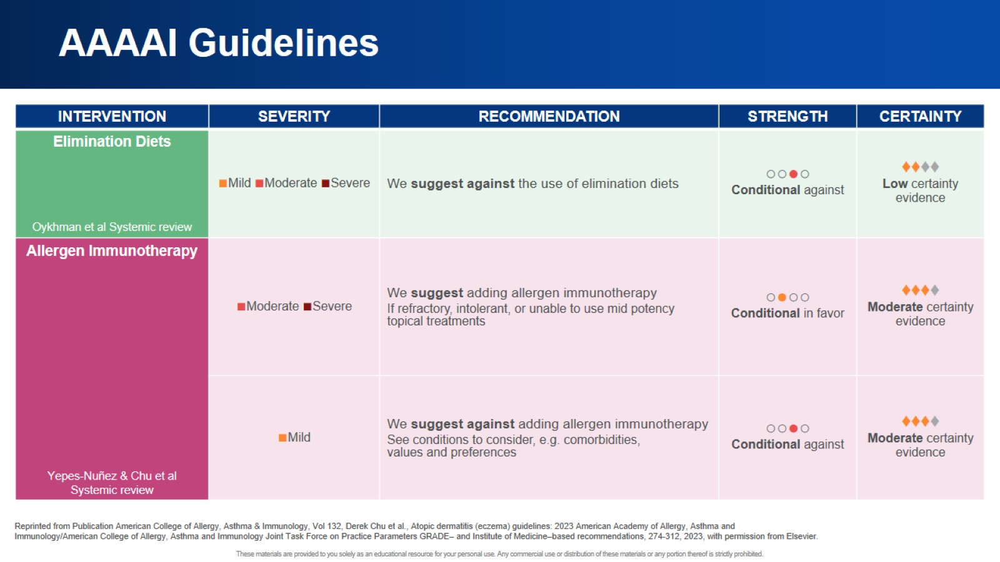 AAAAI Guidelines
INTERVENTION SEVERITY RECOMMENDATION STRENGTH CERTAINTY
Elimination Diets
Oykhman et al Systemic review
Mild Moderate Severe
We suggest against the use of elimination diets
Conditional against
Low certainty
evidence
Allergen Immunotherapy
Yepes-Nuñez & Chu et al
Systemic review
Moderate Severe
We suggest adding allergen immunotherapy
If refractory, intolerant, or unable to use mid potency
topical treatments
Conditional in favor
Moderate certainty
evidence
Mild
We suggest against adding allergen immunotherapy
See conditions to consider, e.g. comorbidities,
values and preferences
Conditional against
Moderate certainty
evidence
Reprinted from Publication American College of Allergy, Asthma & Immunology, Vol 132, Derek Chu et al., Atopic dermatitis (eczema) guidelines: 2023 American Academy of Allergy, Asthma and
Immunology/American College of Allergy, Asthma and Immunology Joint Task Force on Practice Parameters GRADE– and Institute of Medicine–based recommendations, 274-312, 2023, with permission from Elsevier.
These materials are provided to you solely as an educational resource for your personal use. Any commercial use or distribution of these materials or any portion thereof is strictly prohibited.